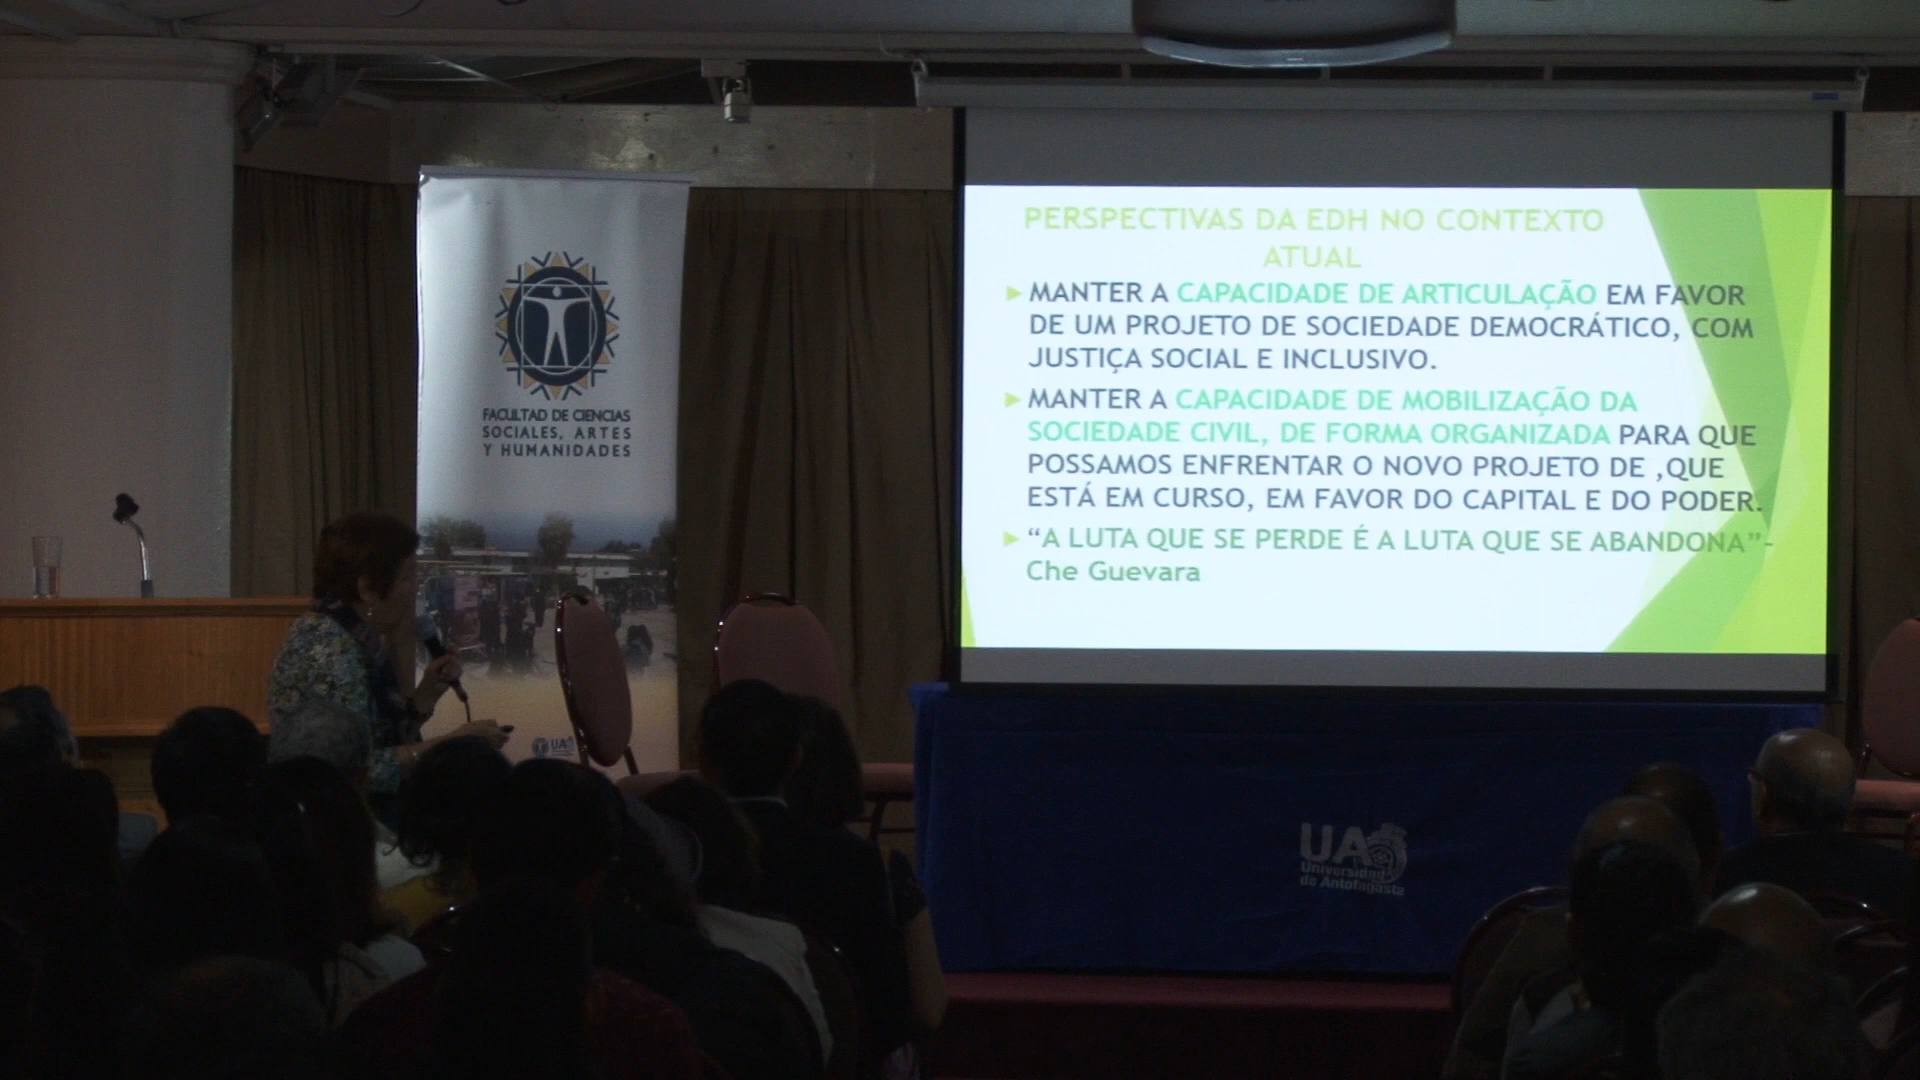 FACULTAD DE CIENCIAS
SOCIALES, ARTES
Y HUMANIDADES
UA
PERSPECTIVAS DA EDH NO CONTEXTO
ATUAL
MANTER A CAPACIDADE DE ARTICULAÇÃO EM FAVOR
DE UM PROJETO DE SOCIEDADE DEMOCRÁTICO, COM
JUSTIÇA SOCIAL E INCLUSIVO.
MANTER A CAPACIDADE DE MOBILIZAÇÃO DA
SOCIEDADE CIVIL, DE FORMA ORGANIZADA PARA QUE
POSSAMOS ENFRENTAR O NOVO PROJETO DE ,QUE
ESTÁ EM CURSO, EM FAVOR DO CAPITAL E DO PODER.
“A LUTA QUE SE PERDE É A LUTA QUE SE ABANDONA”-
Che Guevara
UA
Universidad
de Antofagasta